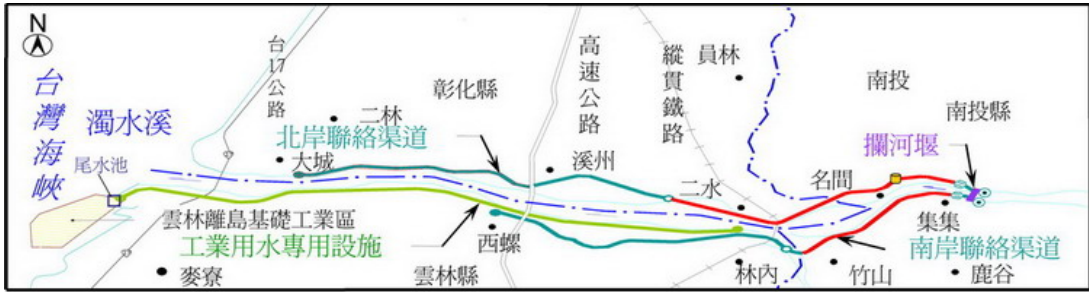 N
台灣海峽
濁水溪
尾水池
台17公路
二林
彰化縣
北岸聯絡渠道
大城
高速公路
溪州
縱貫鐵路
員林
二水
南投
南投縣
攔河堰
名間
集集
南岸聯絡渠道
雲林離島基礎工業區
工業用水專用設施
西螺
麥寮
雲林縣
林內
竹山
鹿谷